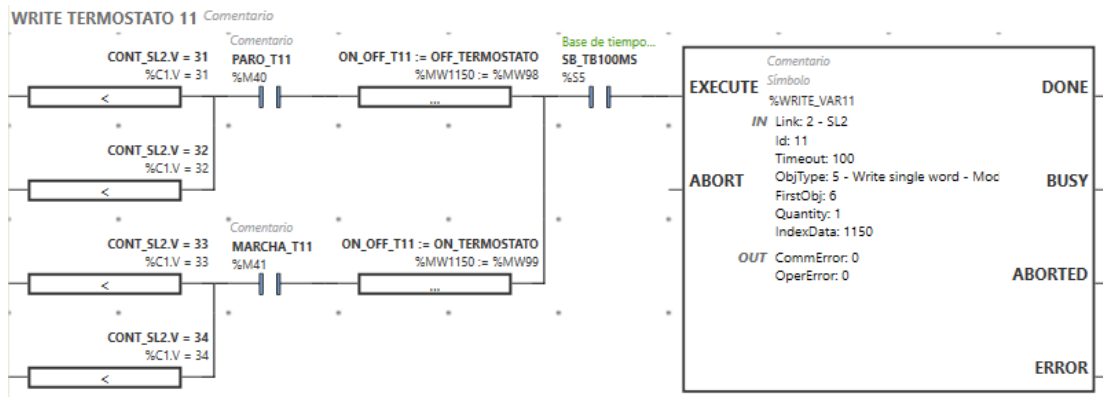 WRITE TERMOSTATO 11 Comentario
CONT_SL2.V = 31
%C1.V = 31
<
Comentario
PARO_T11
%M40
ON_OFF_T11 := OFF_TERMOSTATO
%MW1150 := %MW98
...
Base de tiempo...
SB_TB100MS
%S5
CONT_SL2.V = 32
%C1.V = 32
<
CONT_SL2.V = 33
%C1.V = 33
<
Comentario
MARCHA_T11
%M41
ON_OFF_T11 := ON_TERMOSTATO
%MW1150 := %MW99
...
CONT_SL2.V = 34
%C1.V = 34
<
Comentario
Símbolo
%WRITE_VAR11
EXECUTE
DONE
IN Link: 2 - SL2
Id: 11
Timeout: 100
ObjType: 5 - Write single word - Moc
FirstObj: 6
Quantity: 1
IndexData: 1150
ABORT
BUSY
OUT CommError: 0
OperError: 0
ABORTED
ERROR